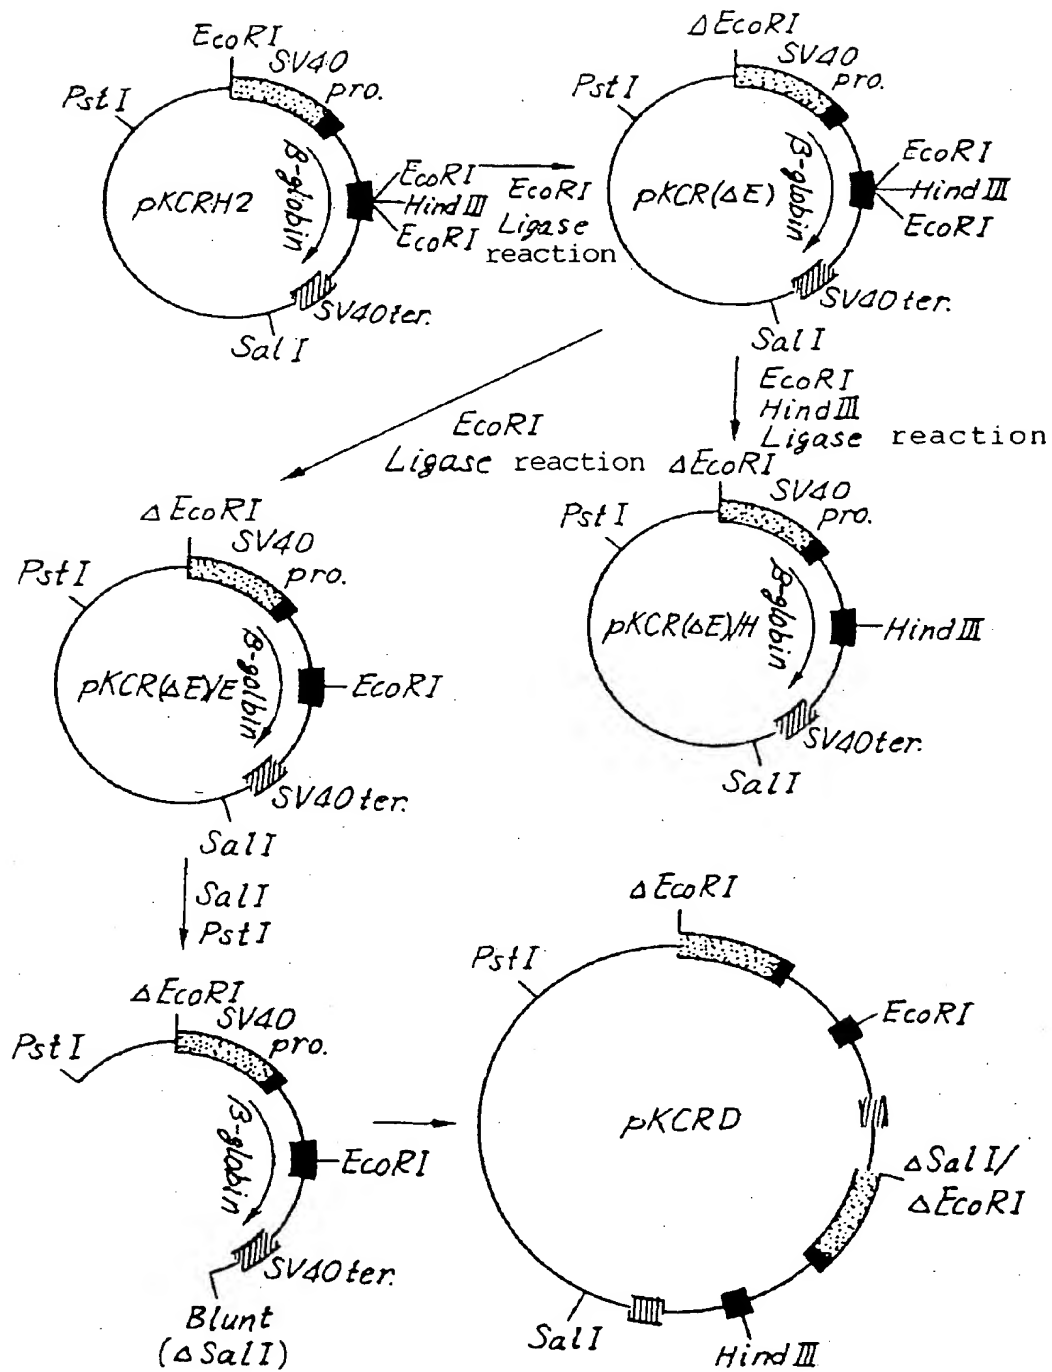 EcoRI
SV40
pro.
PstI
β-globin
pKCRH2
EcoRI
HindIII
EcoRI
SV40ter.
SalI
EcoRI
Ligase
reaction
ΔEcoRI
SV40
pro.
PstI
β-globin
pKCR(ΔE)
EcoRI
HindIII
EcoRI
SV40ter.
SalI
EcoRI
HindIII
Ligase reaction
EcoRI
Ligase reaction
ΔEcoRI
SV40
pro.
PstI
β-globin
pKCR(ΔE)/H
HindIII
SV40ter.
SalI
ΔEcoRI
SV40
pro.
PstI
β-galbin
pKCR(ΔE)/E
EcoRI
SV40ter.
SalI
SalI
PstI
ΔEcoRI
SV40
pro.
PstI
β-globin
EcoRI
SV40ter.
Blunt
(ΔSalI)
ΔEcoRI
PstI
EcoRI
pKCRD
ΔSalI/
ΔEcoRI
SalI
HindIII